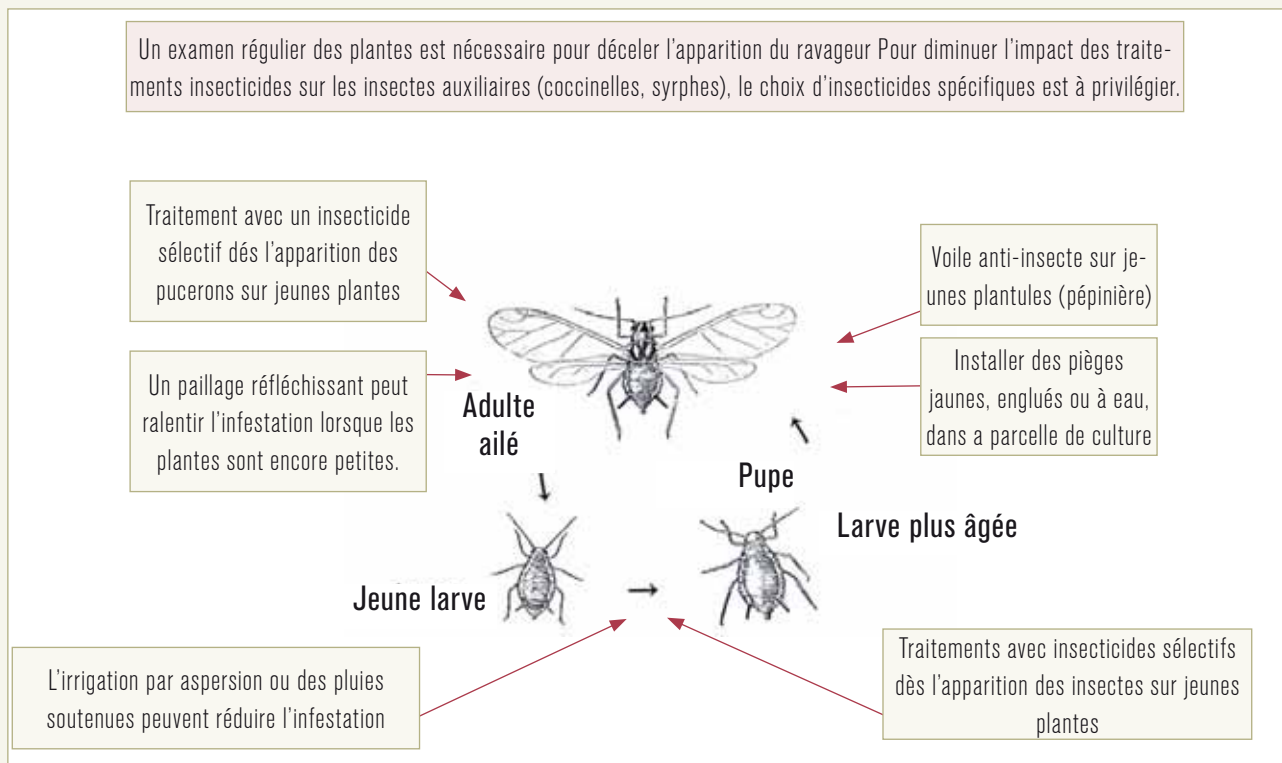 Un examen régulier des plantes est nécessaire pour déceler l'apparition du ravageur Pour diminuer l'impact des traite-
ments insecticides sur les insectes auxiliaires (coccinelles, syrphes), le choix d'insecticides spécifiques est à privilégier.
Traitement avec un insecticide
sélectif dés l'apparition des
pucerons sur jeunes plantes
Voile anti-insecte sur je-
unes plantules (pépinière)
Un paillage réfléchissant peut
ralentir l'infestation lorsque les
plantes sont encore petites.
Installer des pièges
jaunes, englués ou à eau,
dans a parcelle de culture
Adulte
ailé
Pupe
Larve plus âgée
Jeune larve
L'irrigation par aspersion ou des pluies
soutenues peuvent réduire l'infestation
Traitements avec insecticides sélectifs
dès l'apparition des insectes sur jeunes
plantes